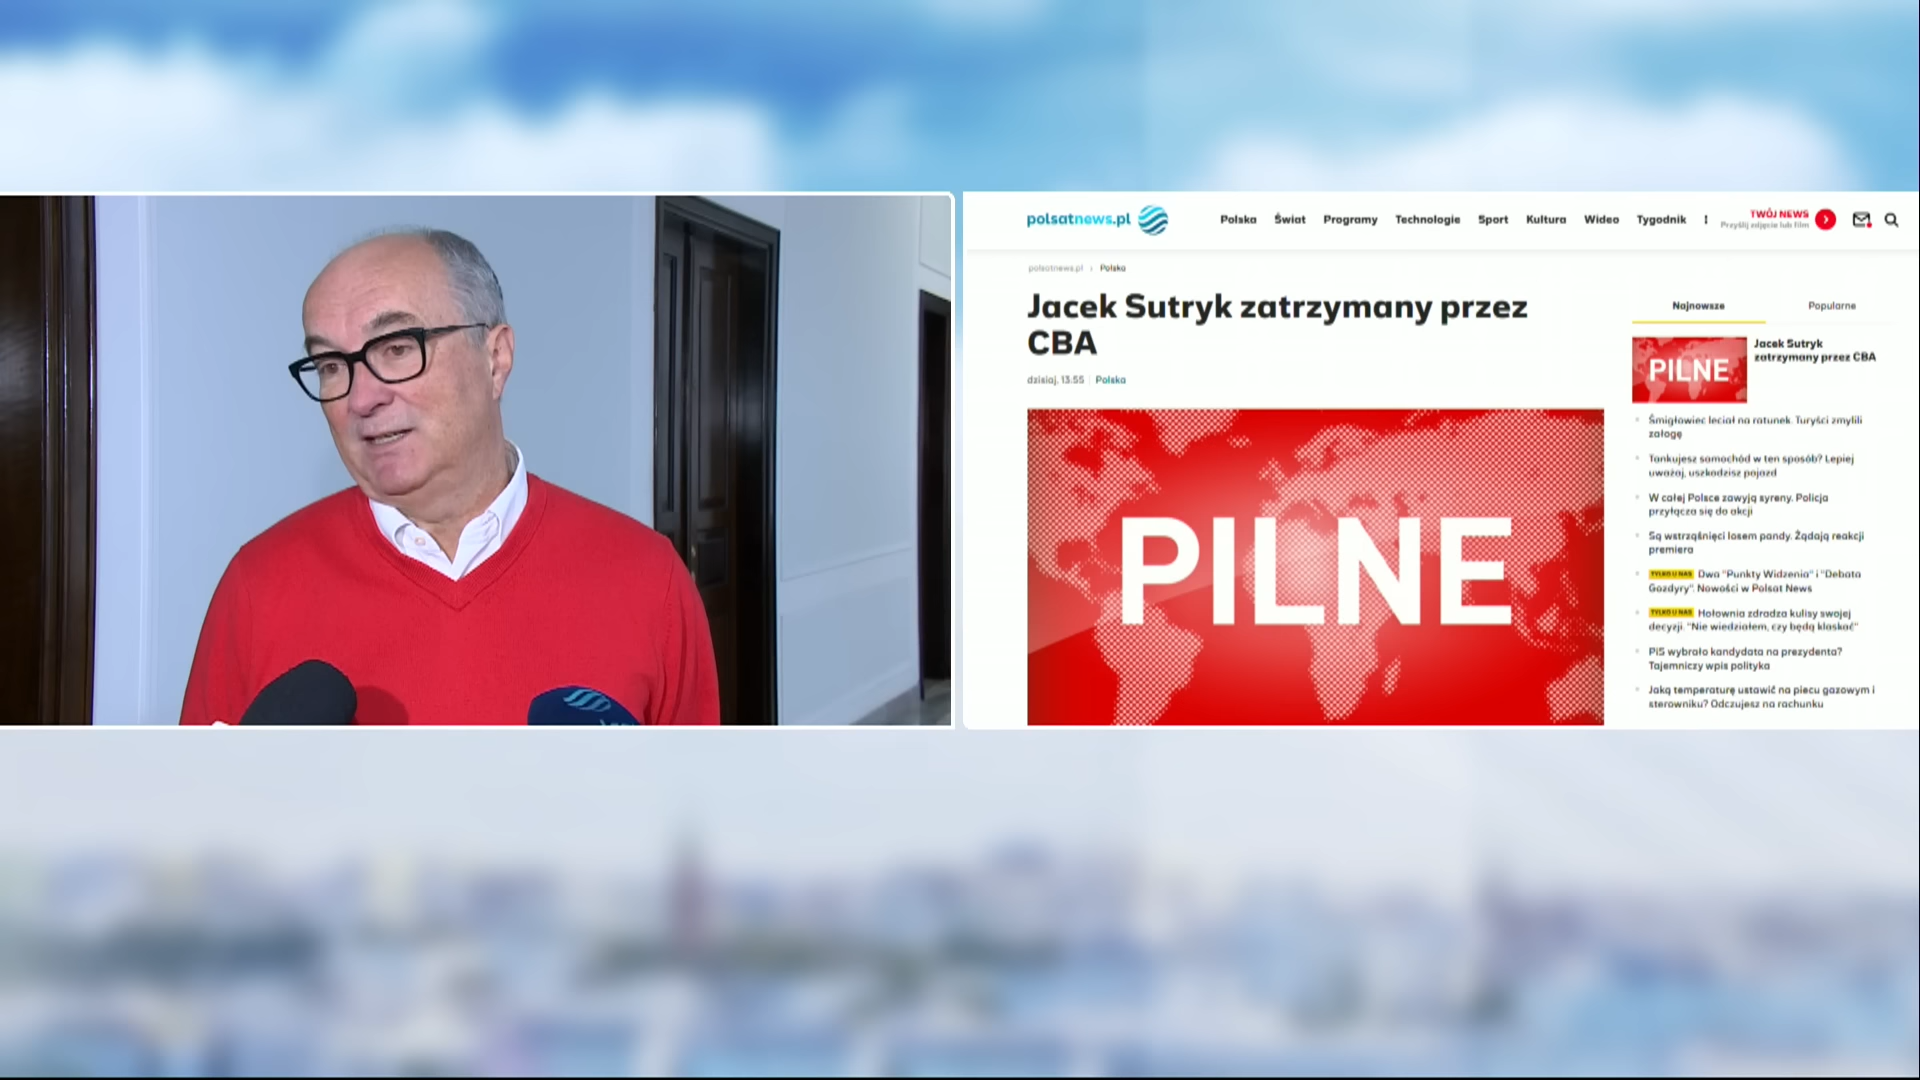 polsatnews.pl
Polska Świat Programy Technologie Sport Kultura Wideo Tygodnik
TWÓJ NEWS
Przyślij zdjęcie lub film
polsatnews.pl › Polska
Jacek Sutryk zatrzymany przez
CBA
dzisiaj, 13:55 Polska
PILNE
Najnowsze Popularne
PILNE
Jacek Sutryk
zatrzymany przez CBA
Śmigłowiec leciał na ratunek. Turyści zmylili
załogę
Tankujesz samochód w ten sposób? Lepiej
uważaj, uszkodzisz pojazd
W całej Polsce zawyją syreny. Policja
przyłącza się do akcji
Są wstrząśnięci losem pandy. Żądają reakcji
premiera
TYLKO U NAS Dwa "Punkty Widzenia" i "Debata
Gozdyry". Nowości w Polsat News
TYLKO U NAS Hołownia zdradza kulisy swojej
decyzji. "Nie wiedziałem, czy będą klaskać"
PiS wybrało kandydata na prezydenta?
Tajemniczy wpis polityka
Jaką temperaturę ustawić na piecu gazowym i
sterowniku? Odczujesz na rachunku